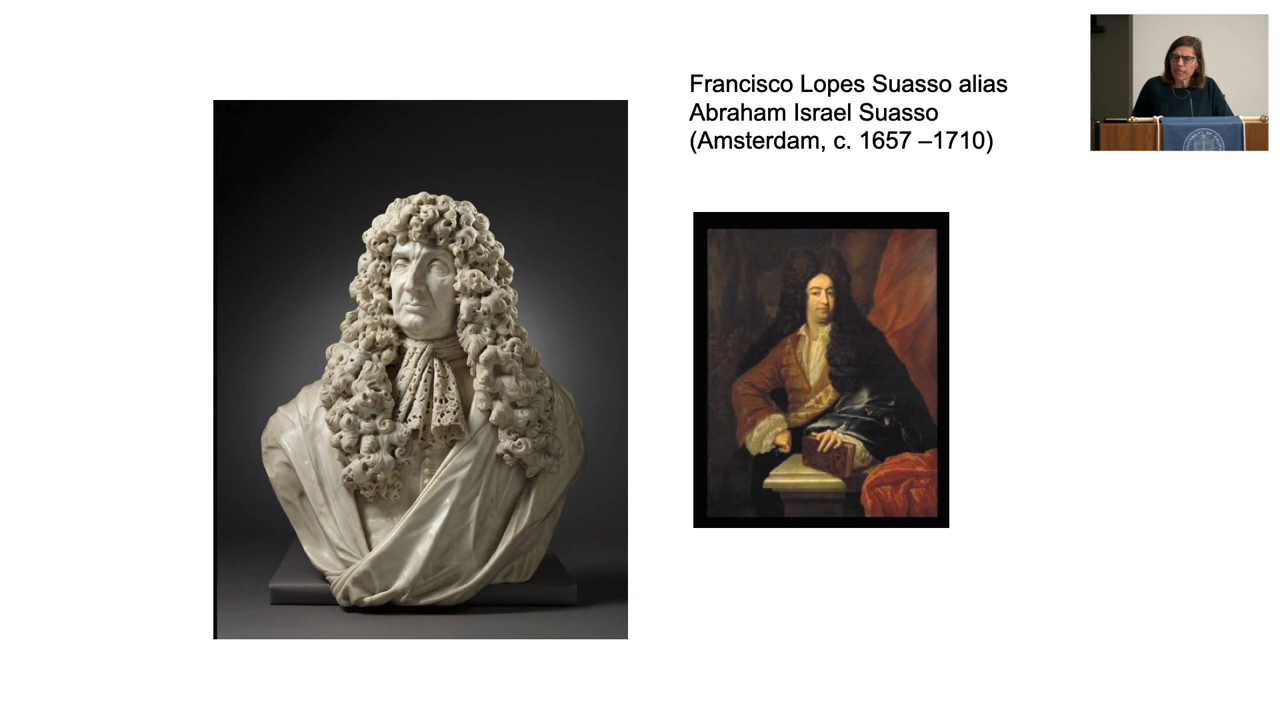 Francisco Lopes Suasso alias
Abraham Israel Suasso
(Amsterdam, c. 1657 –1710)